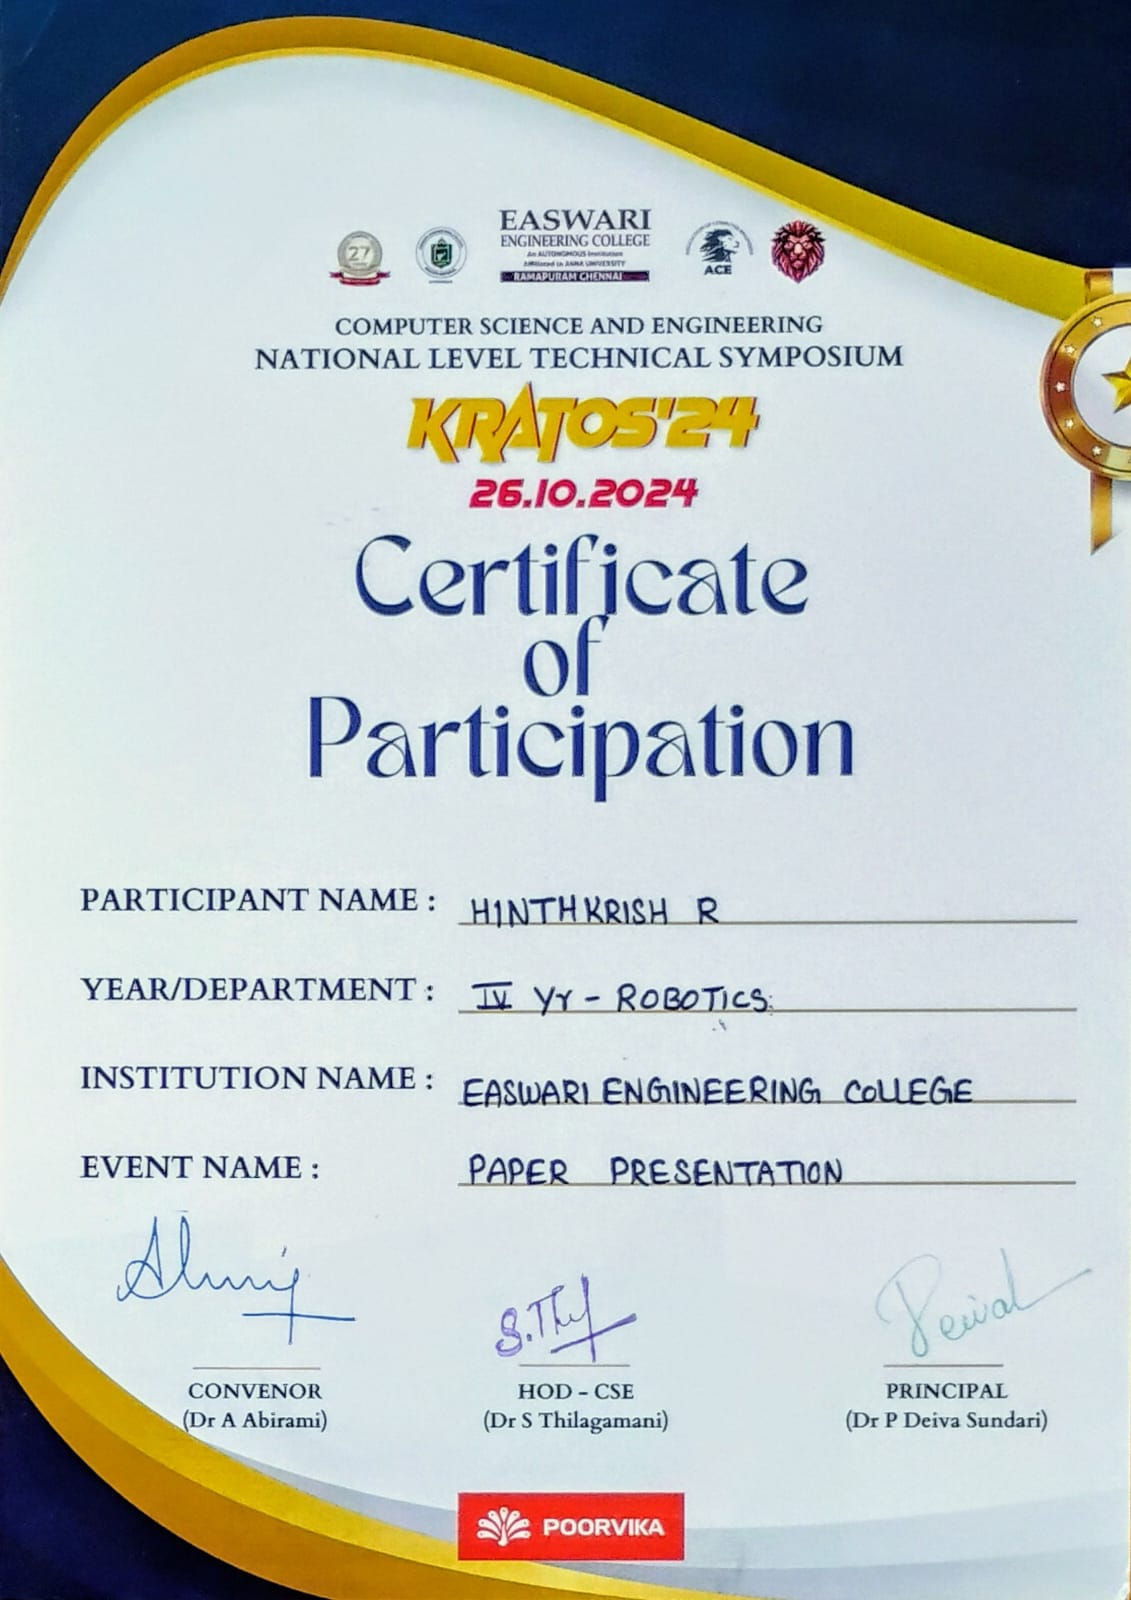 27
EASWARI
ENGINEERING COLLEGE
An AUTONOMOUS Institution
Affiliated to ANNA UNIVERSITY
RAMAPURAM CHENNAI
ACE
COMPUTER SCIENCE AND ENGINEERING
NATIONAL LEVEL TECHNICAL SYMPOSIUM
KRATOS'24
26.10.2024
Certificate
of
Participation
PARTICIPANT NAME : HINTHKRISH R
YEAR/DEPARTMENT : IV Yr - ROBOTICS
INSTITUTION NAME : EASWARI ENGINEERING COLLEGE
EVENT NAME : PAPER PRESENTATION
S.Th
CONVENOR HOD - CSE PRINCIPAL
(Dr A Abirami) (Dr S Thilagamani) (Dr P Deiva Sundari)
POORVIKA